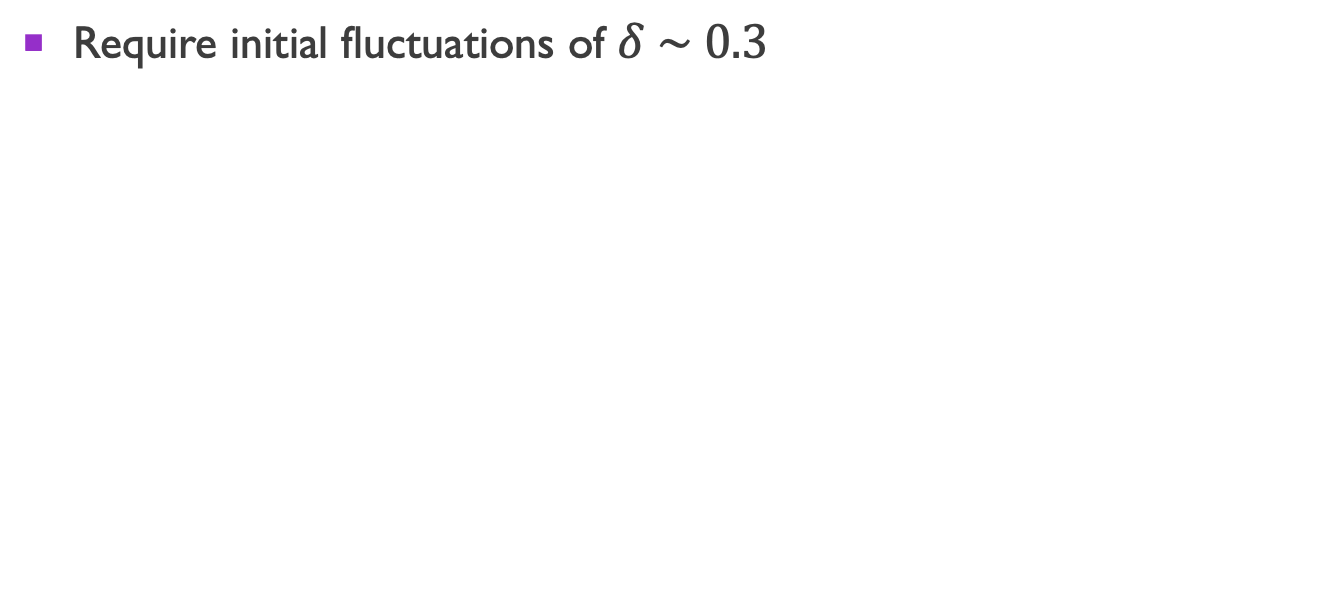 ▪ Require initial fluctuations of δ ~ 0.3